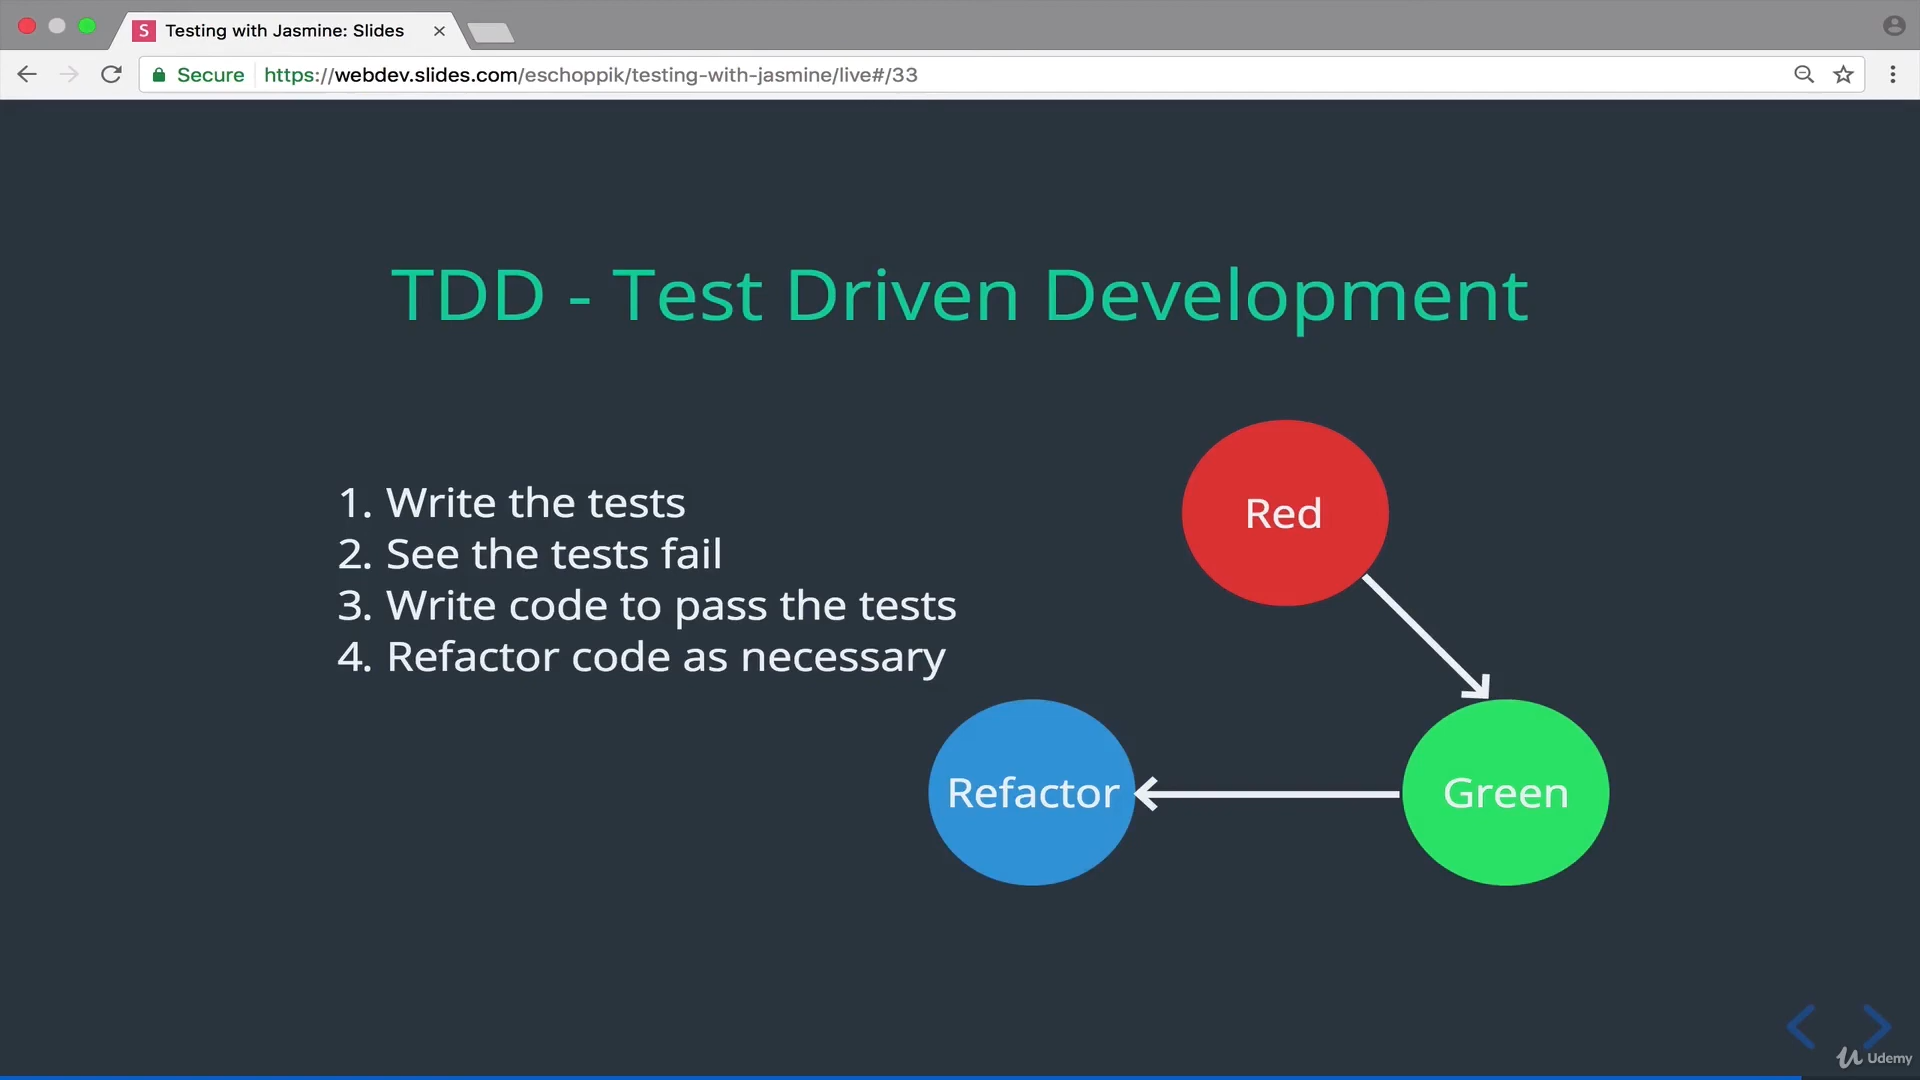 S Testing with Jasmine: Slides
Secure https://webdev.slides.com/eschoppik/testing-with-jasmine/live#/33
TDD - Test Driven Development
1. Write the tests
2. See the tests fail
3. Write code to pass the tests
4. Refactor code as necessary
Red
Refactor
Green
Udemy